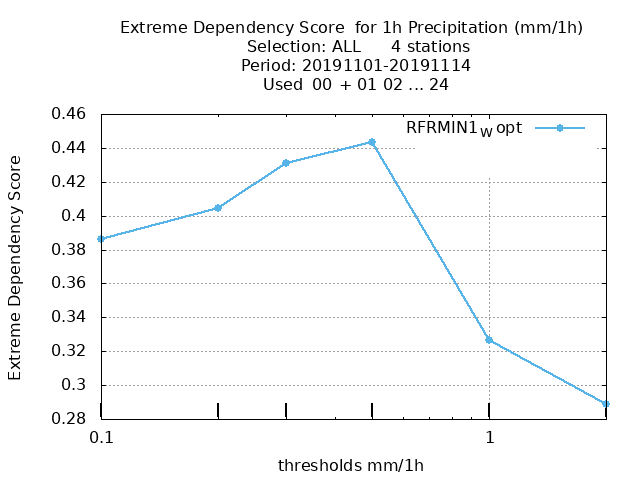 Extreme Dependency Score  for 1h Precipitation (mm/1h)
Selection: ALL      4 stations
Period: 20191101-20191114
Used  00  + 01 02 ... 24
RFRMIN1W opt
0.46
0.44
0.42
0.4
0.38
0.36
0.34
0.32
0.3
0.28
Extreme Dependency Score
0.1
1
thresholds mm/1h